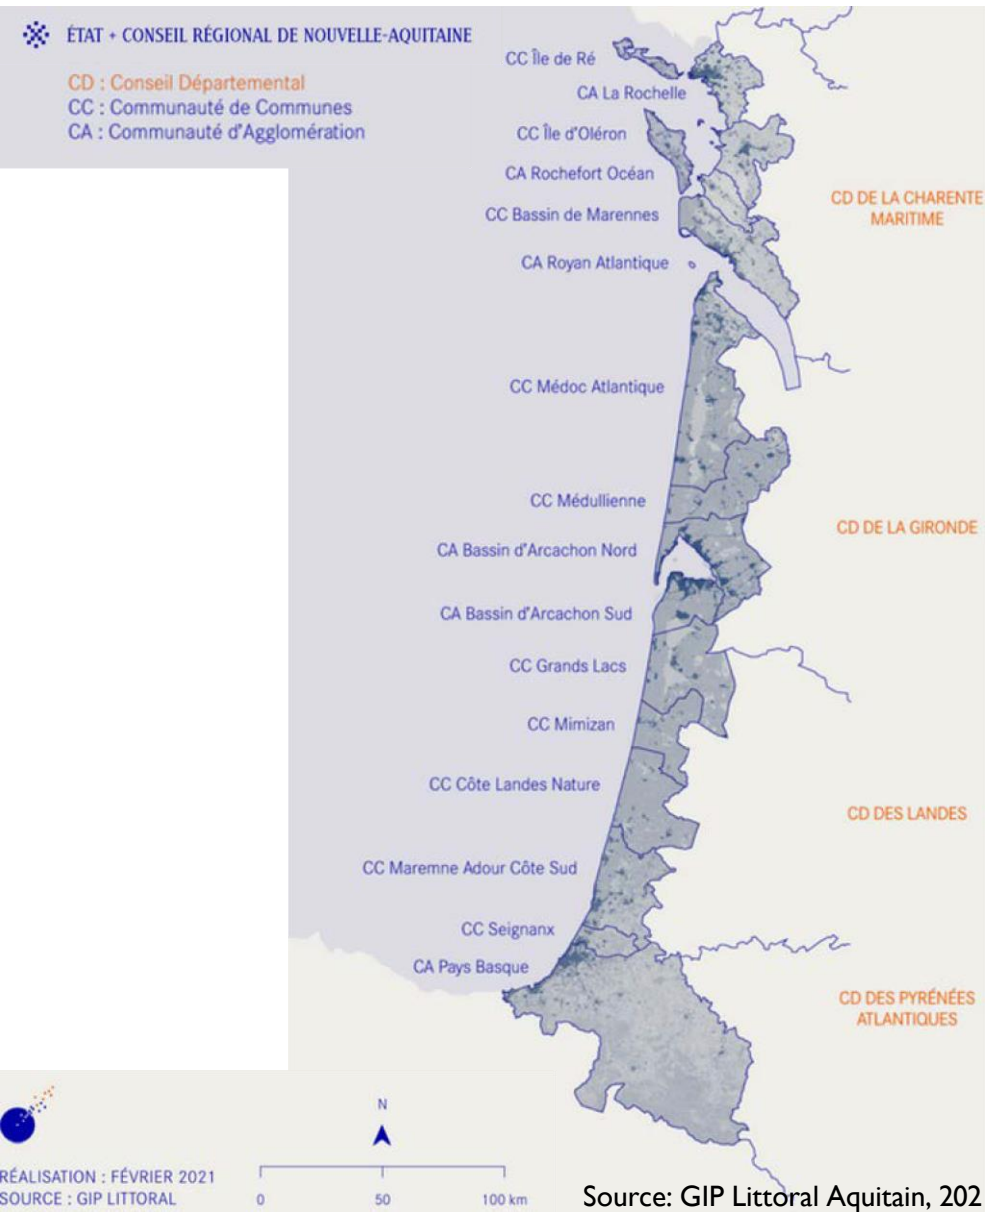 ÉTAT + CONSEIL RÉGIONAL DE NOUVELLE-AQUITAINE
CD : Conseil Départemental
CC : Communauté de Communes
CA : Communauté d'Agglomération
CC Île de Ré
CA La Rochelle
CC Île d'Oléron
CA Rochefort Océan
CC Bassin de Marennes
CA Royan Atlantique
CC Médoc Atlantique
CC Médullienne
CA Bassin d'Arcachon Nord
CA Bassin d'Arcachon Sud
CC Grands Lacs
CC Mimizan
CC Côte Landes Nature
CC Maremne Adour Côte Sud
CC Seignanx
CA Pays Basque
CD DE LA CHARENTE
MARITIME
CD DE LA GIRONDE
CD DES LANDES
CD DES PYRÉNÉES
ATLANTIQUES
N
RÉALISATION : FÉVRIER 2021
SOURCE : GIP LITTORAL
0 50 100 km
Source: GIP Littoral Aquitain, 202